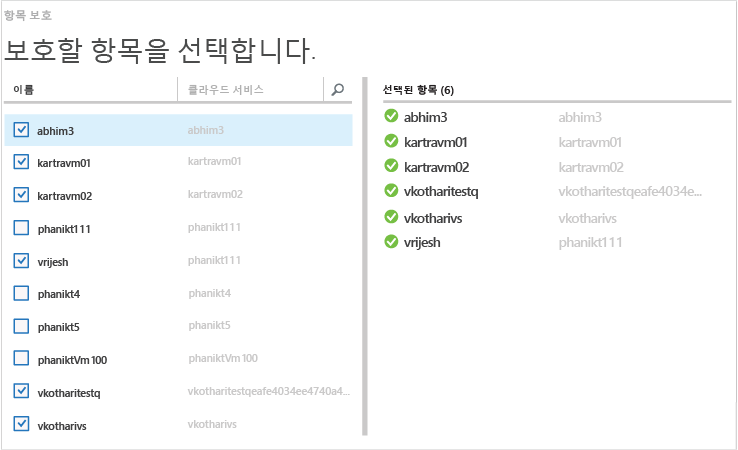 항목 보호
보호할 항목을 선택합니다.
이름 클라우드 서비스
abhim3 abhim3
kartravm01 kartravm01
kartravm02 kartravm02
phanikt111 phanikt111
vrijesh phanikt111
phanikt4 phanikt4
phanikt5 phanikt5
phaniktVm100 phaniktVm100
vkotharitestq vkotharitestqeafe4034ee4740a4...
vkotharivs vkotharivs
선택된 항목 (6)
abhim3 abhim3
kartravm01 kartravm01
kartravm02 kartravm02
vkotharitestq vkotharitestqeafe4034e...
vkotharivs vkotharivs
vrijesh phanikt111